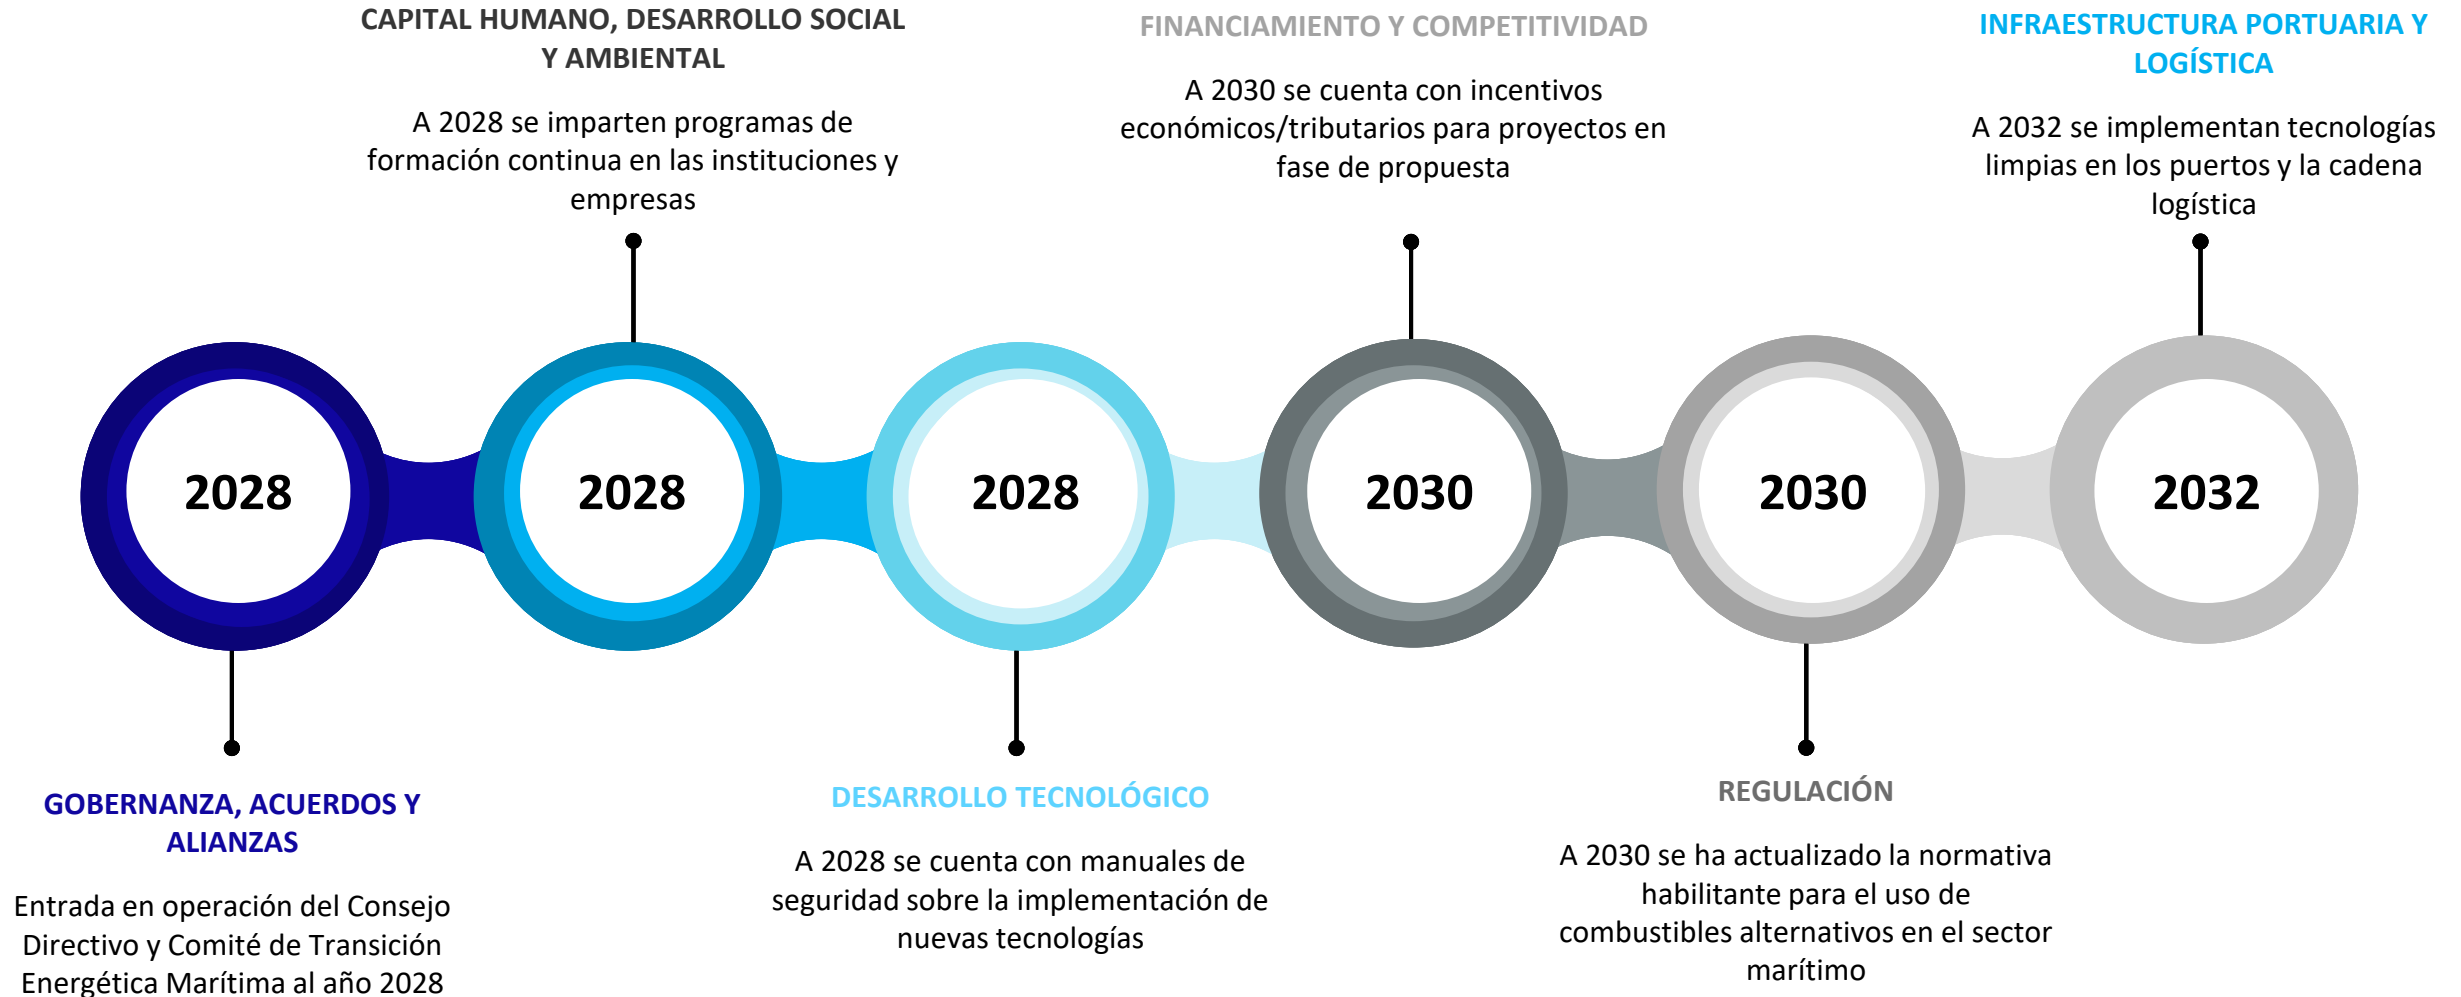 CAPITAL HUMANO, DESARROLLO SOCIAL
Y AMBIENTAL
A 2028 se imparten programas de
formación continua en las instituciones y
empresas
FINANCIAMIENTO Y COMPETITIVIDAD
A 2030 se cuenta con incentivos
económicos/tributarios para proyectos en
fase de propuesta
INFRAESTRUCTURA PORTUARIA Y
LOGÍSTICA
A 2032 se implementan tecnologías
limpias en los puertos y la cadena
logística
2028
2028
2028
2030
2030
2032
GOBERNANZA, ACUERDOS Y
ALIANZAS
Entrada en operación del Consejo
Directivo y Comité de Transición
Energética Marítima al año 2028
DESARROLLO TECNOLÓGICO
A 2028 se cuenta con manuales de
seguridad sobre la implementación de
nuevas tecnologías
REGULACIÓN
A 2030 se ha actualizado la normativa
habilitante para el uso de
combustibles alternativos en el sector
marítimo